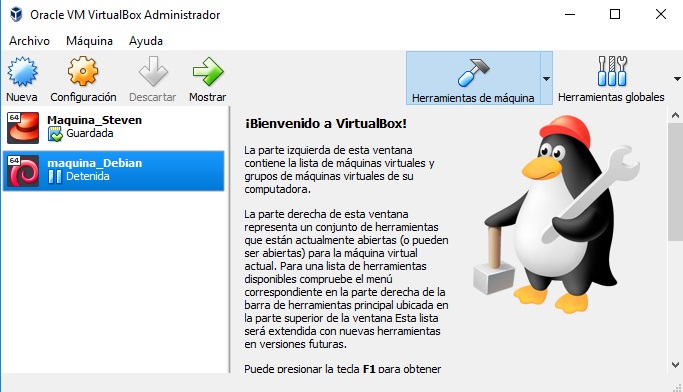 Oracle VM VirtualBox Administrador
Archivo Máquina Ayuda
Nueva Configuración Descartar Mostrar
Herramientas de máquina Herramientas globales
64
Maquina_Steven
Guardada
64
maquina_Debian
Detenida
¡Bienvenido a VirtualBox!
La parte izquierda de esta ventana
contiene la lista de máquinas virtuales y
grupos de máquinas virtuales de su
computadora.
La parte derecha de esta ventana
representa un conjunto de herramientas
que están actualmente abiertas (o pueden
ser abiertas) para la máquina virtual
actual. Para una lista de herramientas
disponibles compruebe el menú
correspondiente en la parte derecha de la
barra de herramientas principal ubicada en
la parte superior de la ventana Esta lista
será extendida con nuevas herramientas
en versiones futuras.
Puede presionar la tecla F1 para obtener